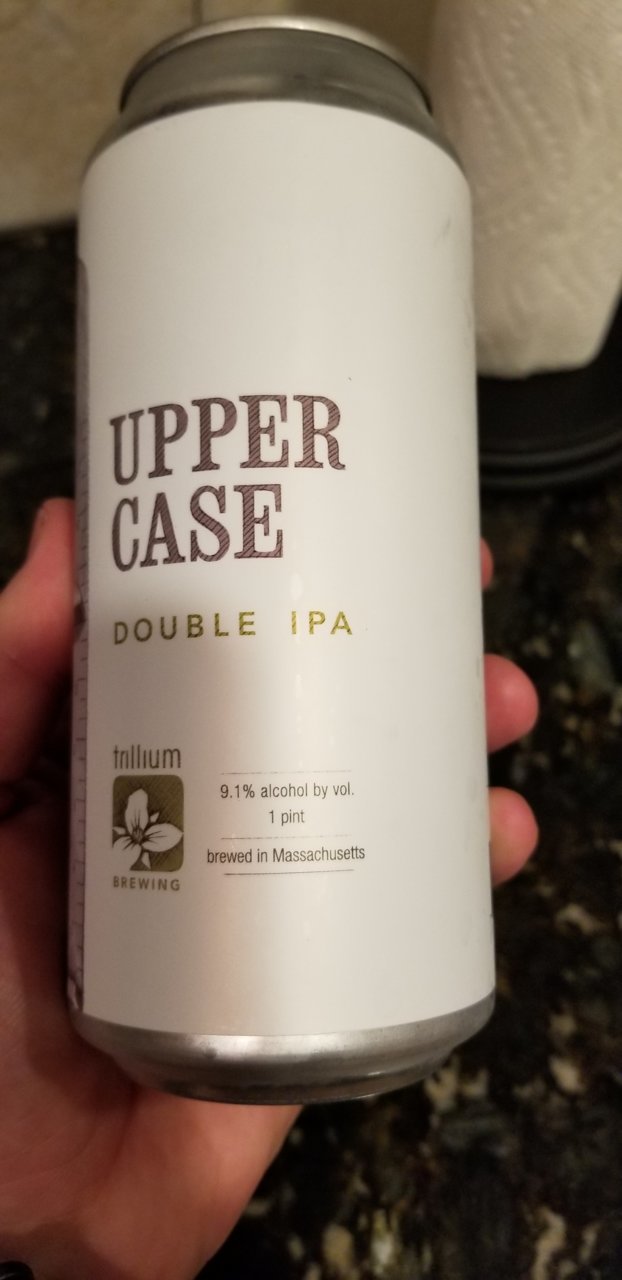 UPPER
CASE
DOUBLE IPA
trillium
BREWING
9.1% alcohol by vol.
1 pint
brewed in Massachusetts